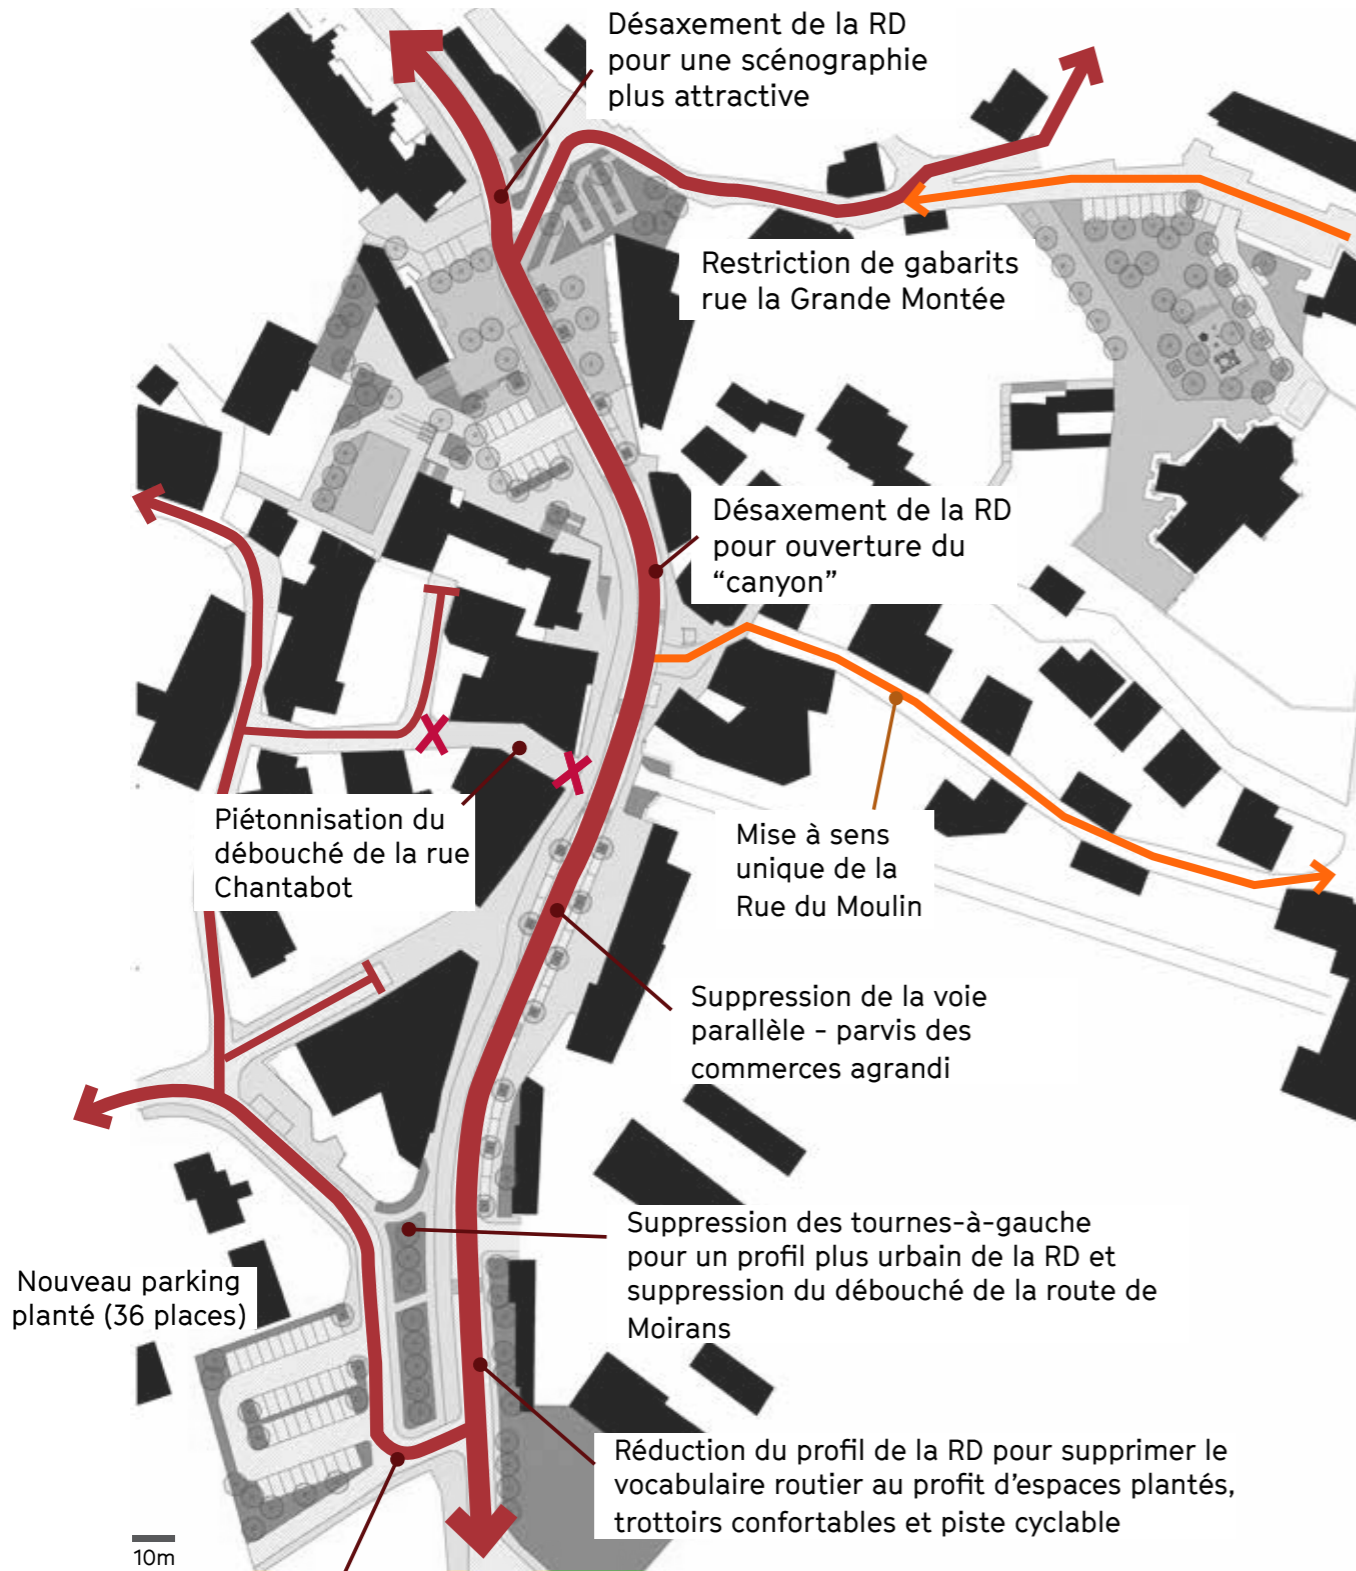 Désaxement de la RD
pour une scénographie
plus attractive
Restriction de gabarits
rue la Grande Montée
Désaxement de la RD
pour ouverture du
“canyon”
Piétonnisation du
débouché de la rue
Chantabot
Mise à sens
unique de la
Rue du Moulin
Suppression de la voie
parallèle - parvis des
commerces agrandi
Suppression des tournes-à-gauche
pour un profil plus urbain de la RD et
suppression du débouché de la route de
Moirans
Nouveau parking
planté (36 places)
Réduction du profil de la RD pour supprimer le
vocabulaire routier au profit d’espaces plantés,
trottoirs confortables et piste cyclable
10m